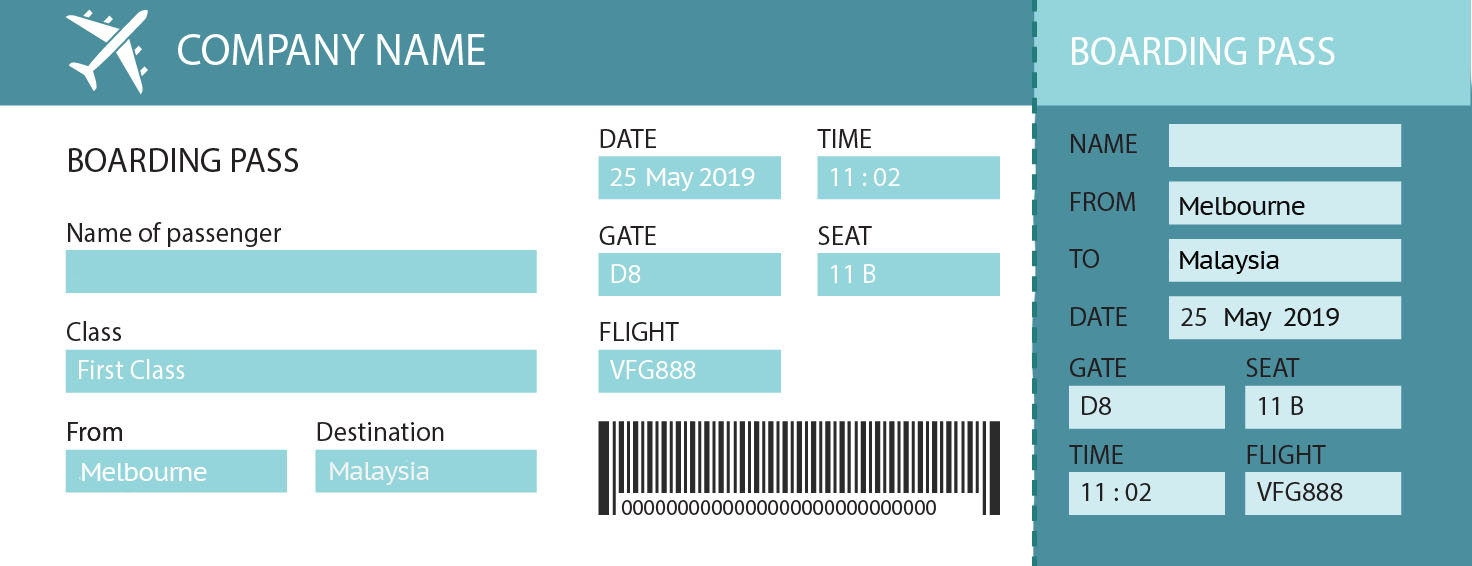 COMPANY NAME
BOARDING PASS
Name of passenger
Class
First Class
From
Destination
Melbourne
Malaysia
DATE
TIME
25 May 2019
11 : 02
GATE
SEAT
D8
11 B
FLIGHT
VFG888
0000000000000000000000000000
BOARDING PASS
NAME
FROM
Melbourne
TO
Malaysia
DATE
25 May 2019
GATE
SEAT
D8
11 B
TIME
FLIGHT
11 : 02
VFG888